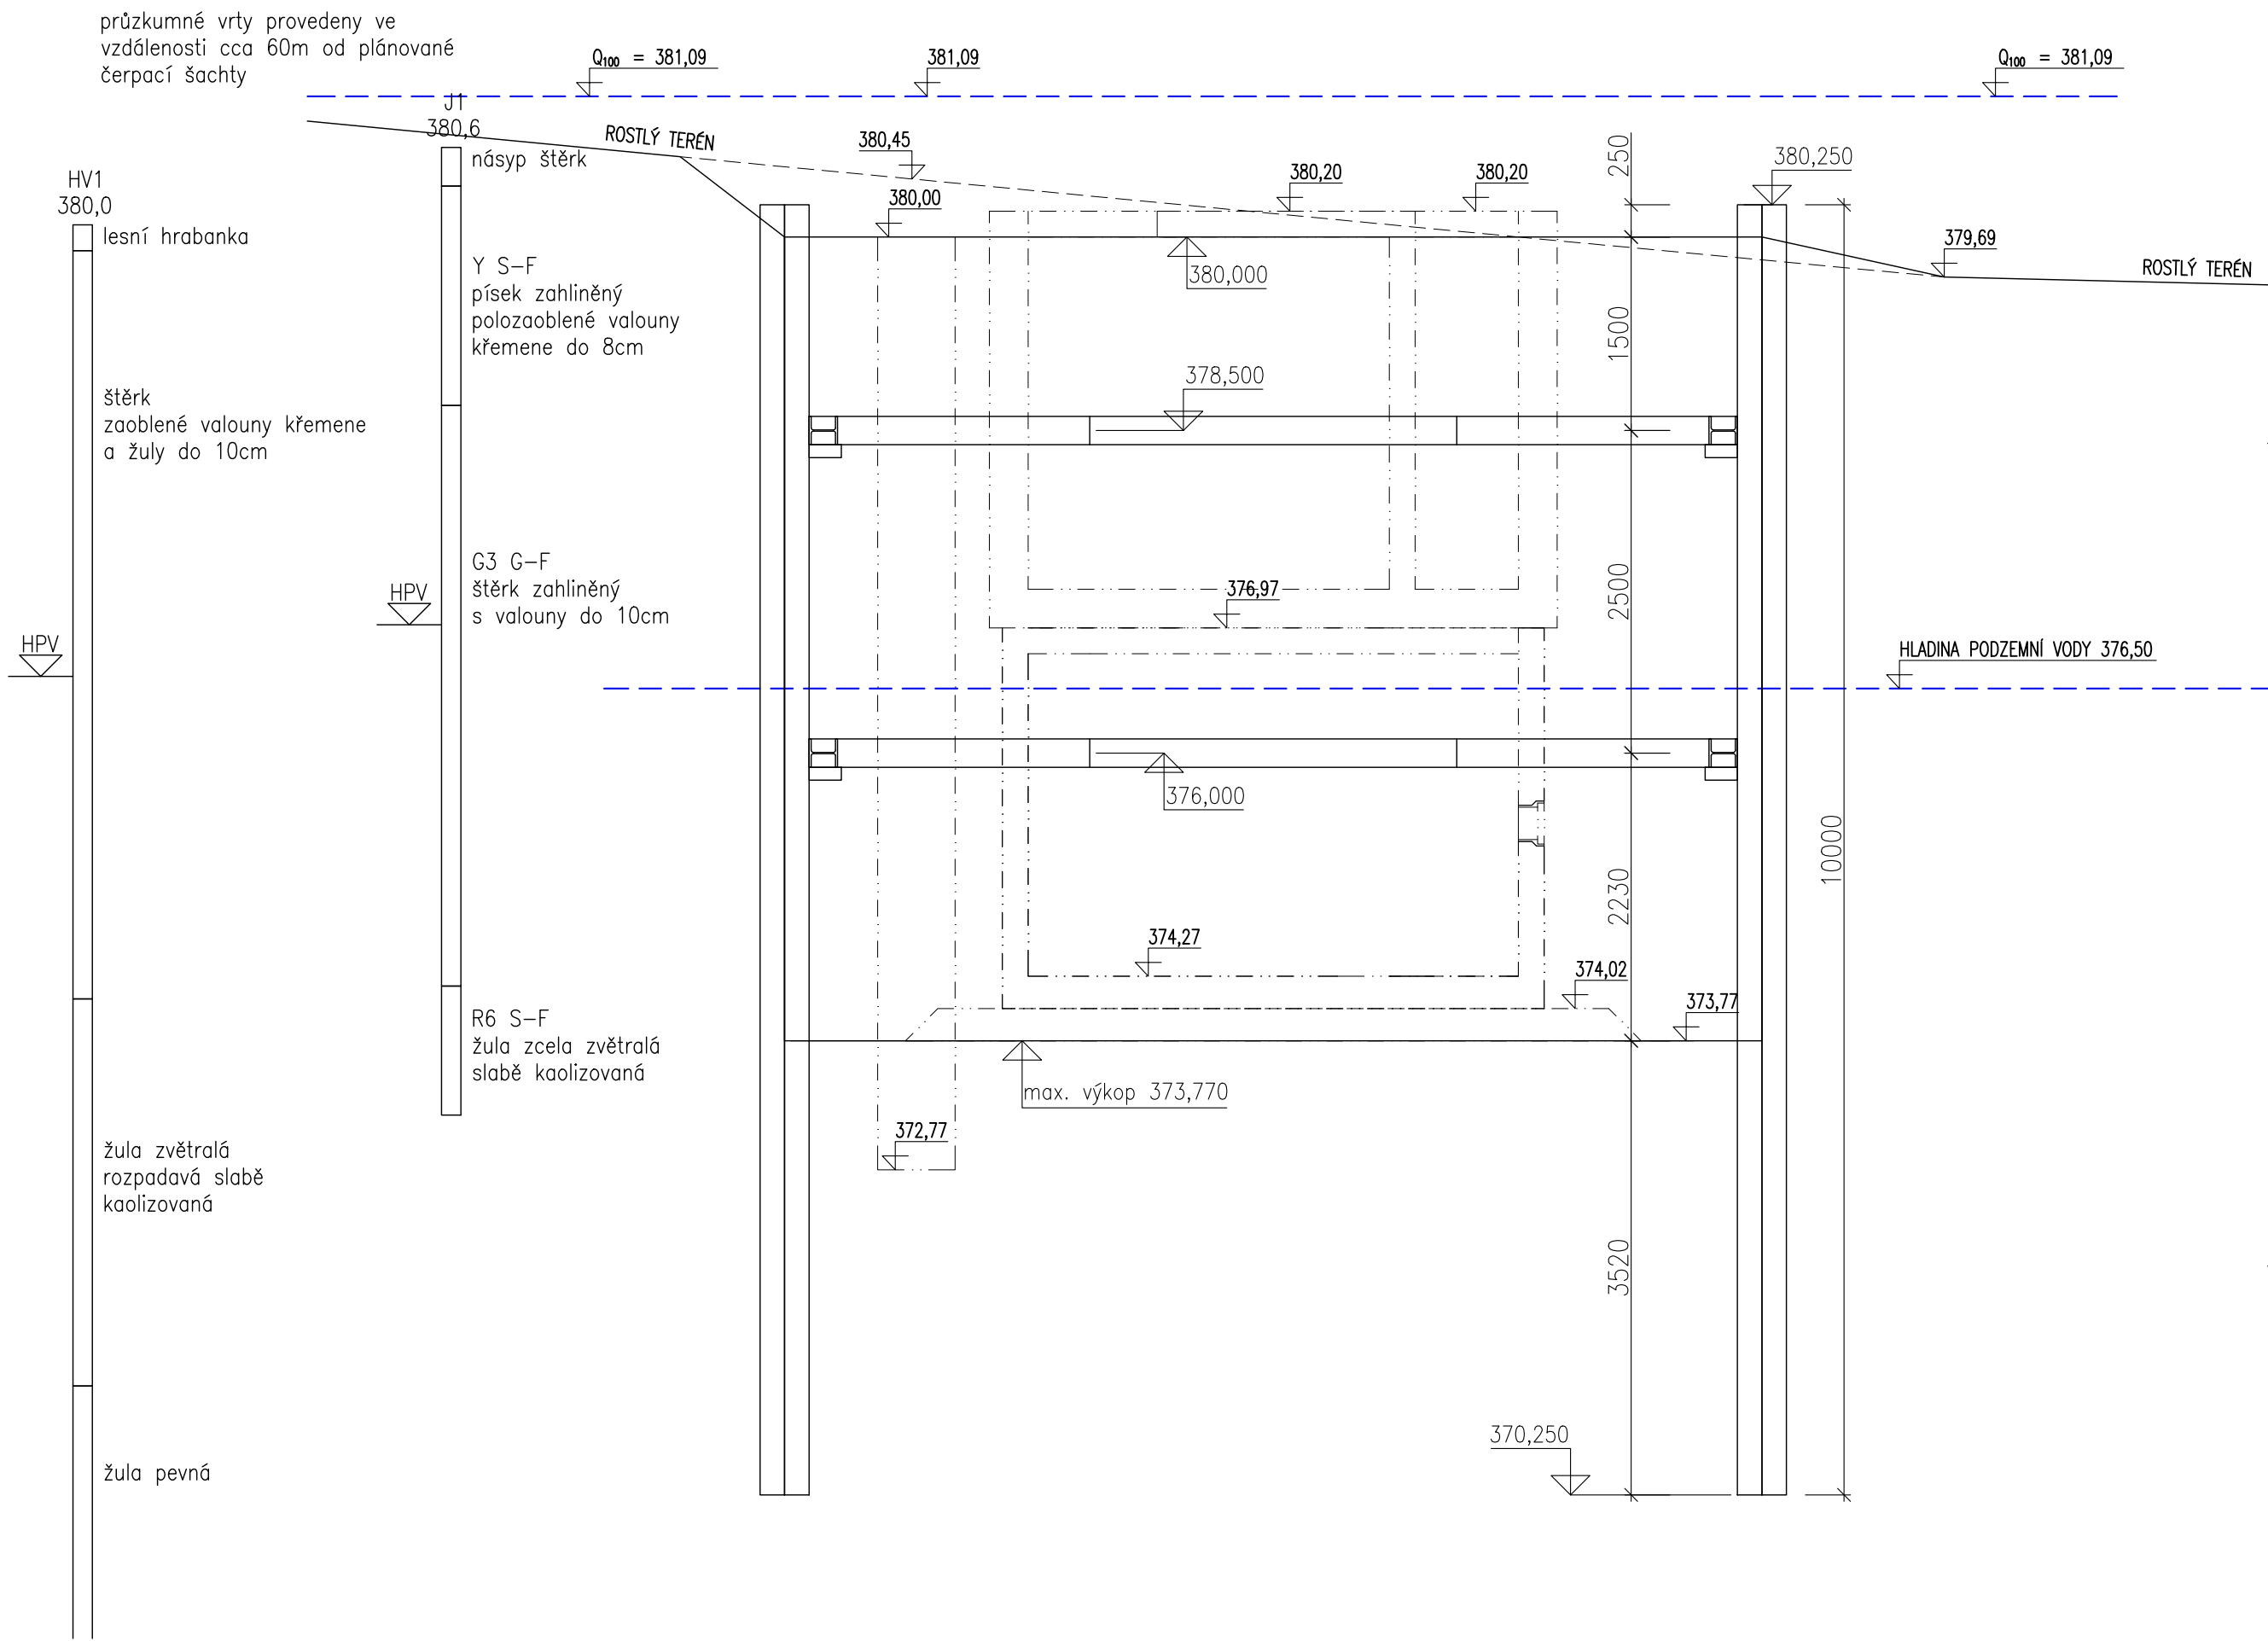 průzkumné vrty provedeny ve
vzdálenosti cca 60m od plánované
čerpací šachty
Q₁₀₀ = 381,09
381,09
Q₁₀₀ = 381,09
J1
380,6
násyp štěrk
Y S-F
písek zahliněný
polozaoblené valouny
křemene do 8cm
G3 G-F
štěrk zahliněný
s valouny do 10cm
HPV
R6 S-F
žula zcela zvětralá
slabě kaolizovaná
HV1
380,0
lesní hrabanka
štěrk
zaoblené valouny křemene
a žuly do 10cm
HPV
žula zvětralá
rozpadavá slabě
kaolizovaná
žula pevná
ROSTLÝ TERÉN
380,45
380,00
380,20
380,20
250
380,250
380,000
379,69
ROSTLÝ TERÉN
1500
378,500
2500
376,97
HLADINA PODZEMNÍ VODY 376,50
376,000
10000
2230
374,27
374,02
373,77
max. výkop 373,770
372,77
3520
370,250